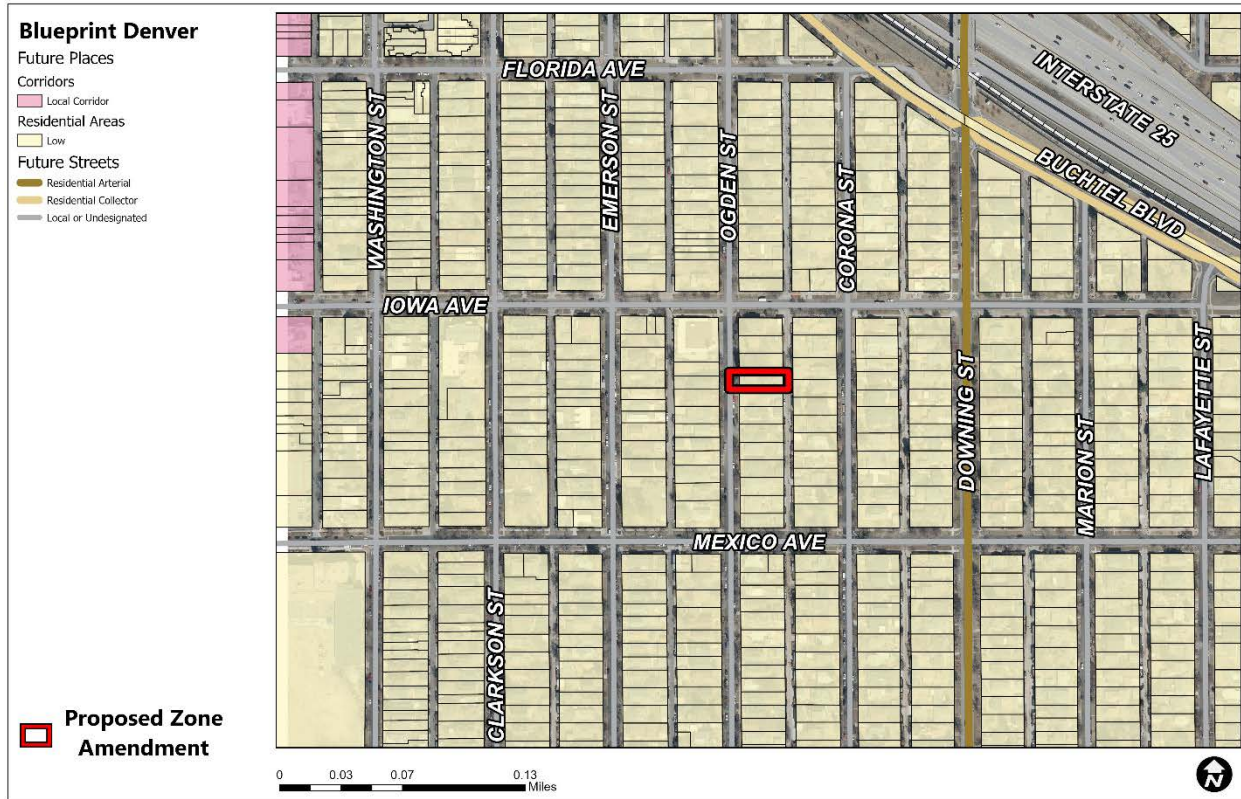 Blueprint Denver
Future Places
Corridors
Local Corridor
Residential Areas
Low
Future Streets
Residential Arterial
Residential Collector
Local or Undesignated
Proposed Zone
Amendment
FLORIDA AVE
INTERSTATE 25
BUCHTEL BLVD
WASHINGTON ST
EMERSON ST
OGDEN ST
CORONA ST
IOWA AVE
DOWNING ST
LAFAYETTE ST
MARION ST
MEXICO AVE
CLARKSON ST
0 0.03 0.07 0.13
Miles
N